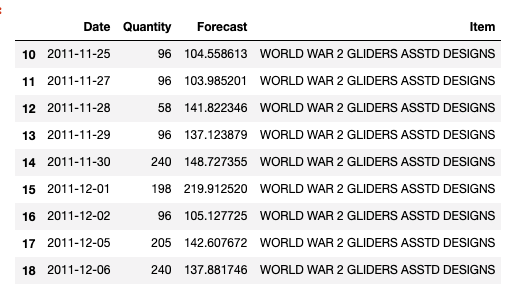 Date Quantity Forecast Item
10 2011-11-25 96 104.558613 WORLD WAR 2 GLIDERS ASSTD DESIGNS
11 2011-11-27 96 103.985201 WORLD WAR 2 GLIDERS ASSTD DESIGNS
12 2011-11-28 58 141.822346 WORLD WAR 2 GLIDERS ASSTD DESIGNS
13 2011-11-29 96 137.123879 WORLD WAR 2 GLIDERS ASSTD DESIGNS
14 2011-11-30 240 148.727355 WORLD WAR 2 GLIDERS ASSTD DESIGNS
15 2011-12-01 198 219.912520 WORLD WAR 2 GLIDERS ASSTD DESIGNS
16 2011-12-02 96 105.127725 WORLD WAR 2 GLIDERS ASSTD DESIGNS
17 2011-12-05 205 142.607672 WORLD WAR 2 GLIDERS ASSTD DESIGNS
18 2011-12-06 240 137.881746 WORLD WAR 2 GLIDERS ASSTD DESIGNS